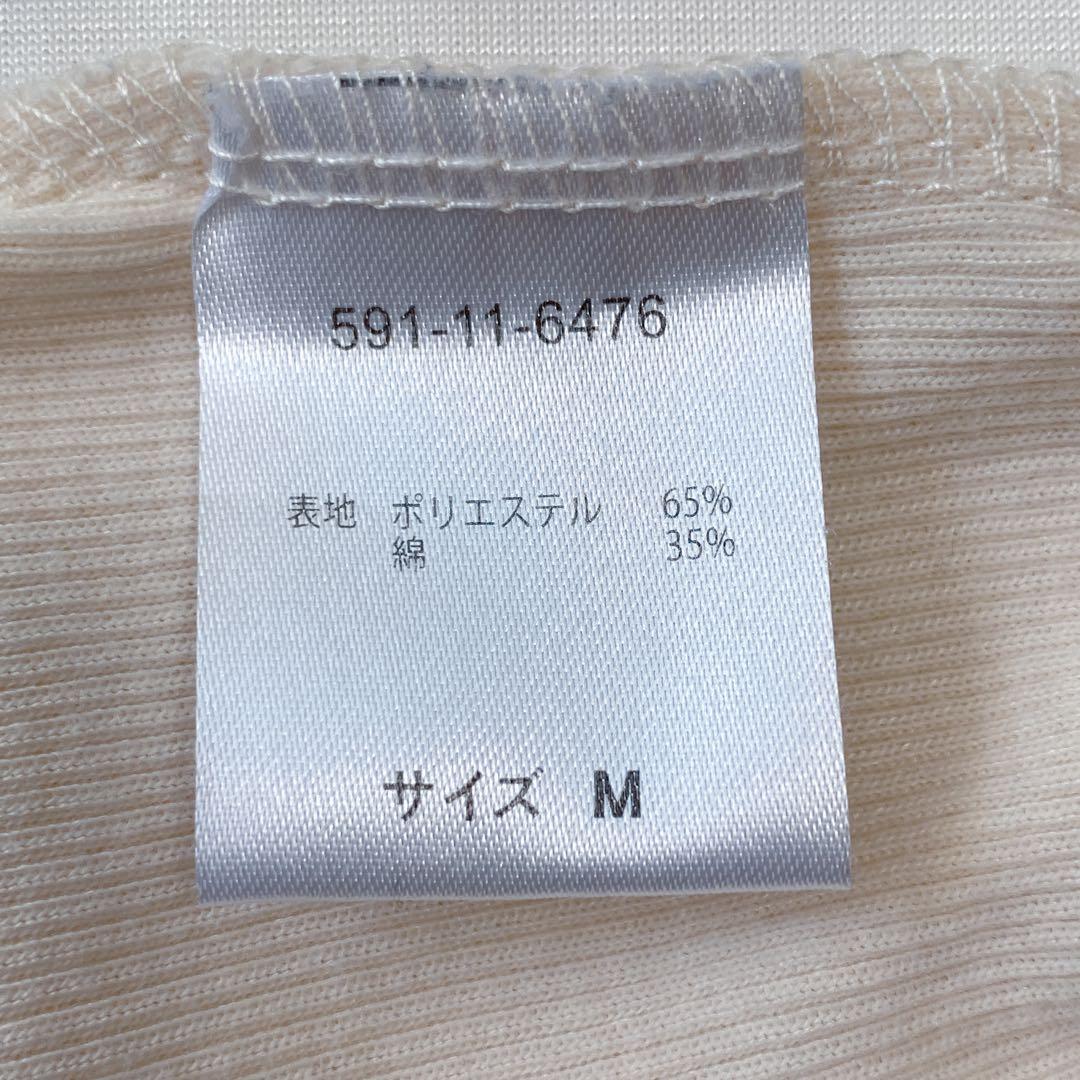 591-11-6476
表地 ポリエステル 65%
綿 35%
サイズ M